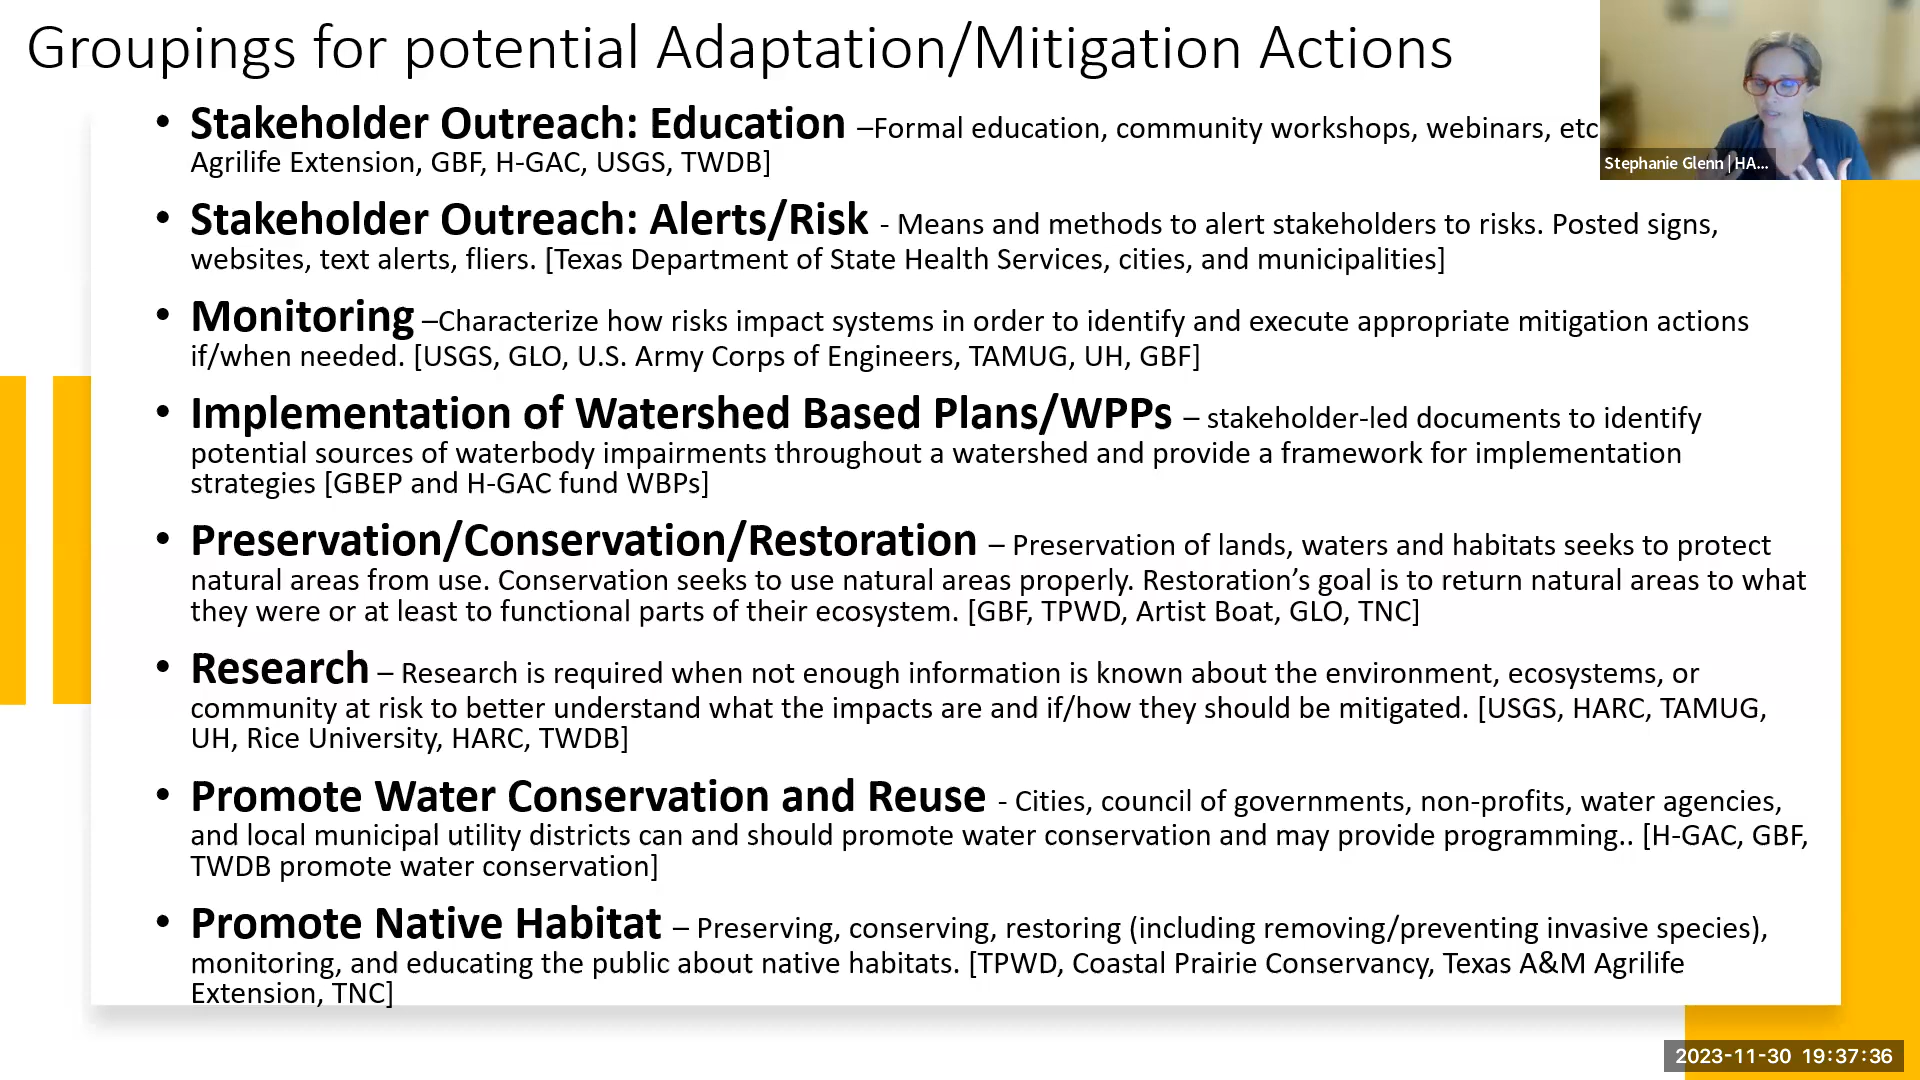 Groupings for potential Adaptation/Mitigation Actions
• Stakeholder Outreach: Education –Formal education, community workshops, webinars, etc
Agrilife Extension, GBF, H-GAC, USGS, TWDB]
• Stakeholder Outreach: Alerts/Risk - Means and methods to alert stakeholders to risks. Posted signs,
websites, text alerts, fliers. [Texas Department of State Health Services, cities, and municipalities]
• Monitoring –Characterize how risks impact systems in order to identify and execute appropriate mitigation actions
if/when needed. [USGS, GLO, U.S. Army Corps of Engineers, TAMUG, UH, GBF]
• Implementation of Watershed Based Plans/WPPs – stakeholder-led documents to identify
potential sources of waterbody impairments throughout a watershed and provide a framework for implementation
strategies [GBEP and H-GAC fund WBPs]
• Preservation/Conservation/Restoration – Preservation of lands, waters and habitats seeks to protect
natural areas from use. Conservation seeks to use natural areas properly. Restoration’s goal is to return natural areas to what
they were or at least to functional parts of their ecosystem. [GBF, TPWD, Artist Boat, GLO, TNC]
• Research – Research is required when not enough information is known about the environment, ecosystems, or
community at risk to better understand what the impacts are and if/how they should be mitigated. [USGS, HARC, TAMUG,
UH, Rice University, HARC, TWDB]
• Promote Water Conservation and Reuse - Cities, council of governments, non-profits, water agencies,
and local municipal utility districts can and should promote water conservation and may provide programming.. [H-GAC, GBF,
TWDB promote water conservation]
• Promote Native Habitat – Preserving, conserving, restoring (including removing/preventing invasive species),
monitoring, and educating the public about native habitats. [TPWD, Coastal Prairie Conservancy, Texas A&M Agrilife
Extension, TNC]
Stephanie Glenn | HA...
2023-11-30 19:37:36